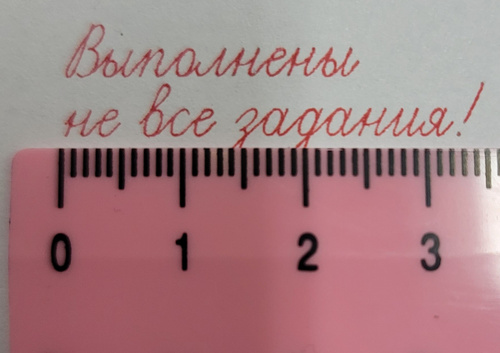 Выполнены
не все задания!
0 1 2 3